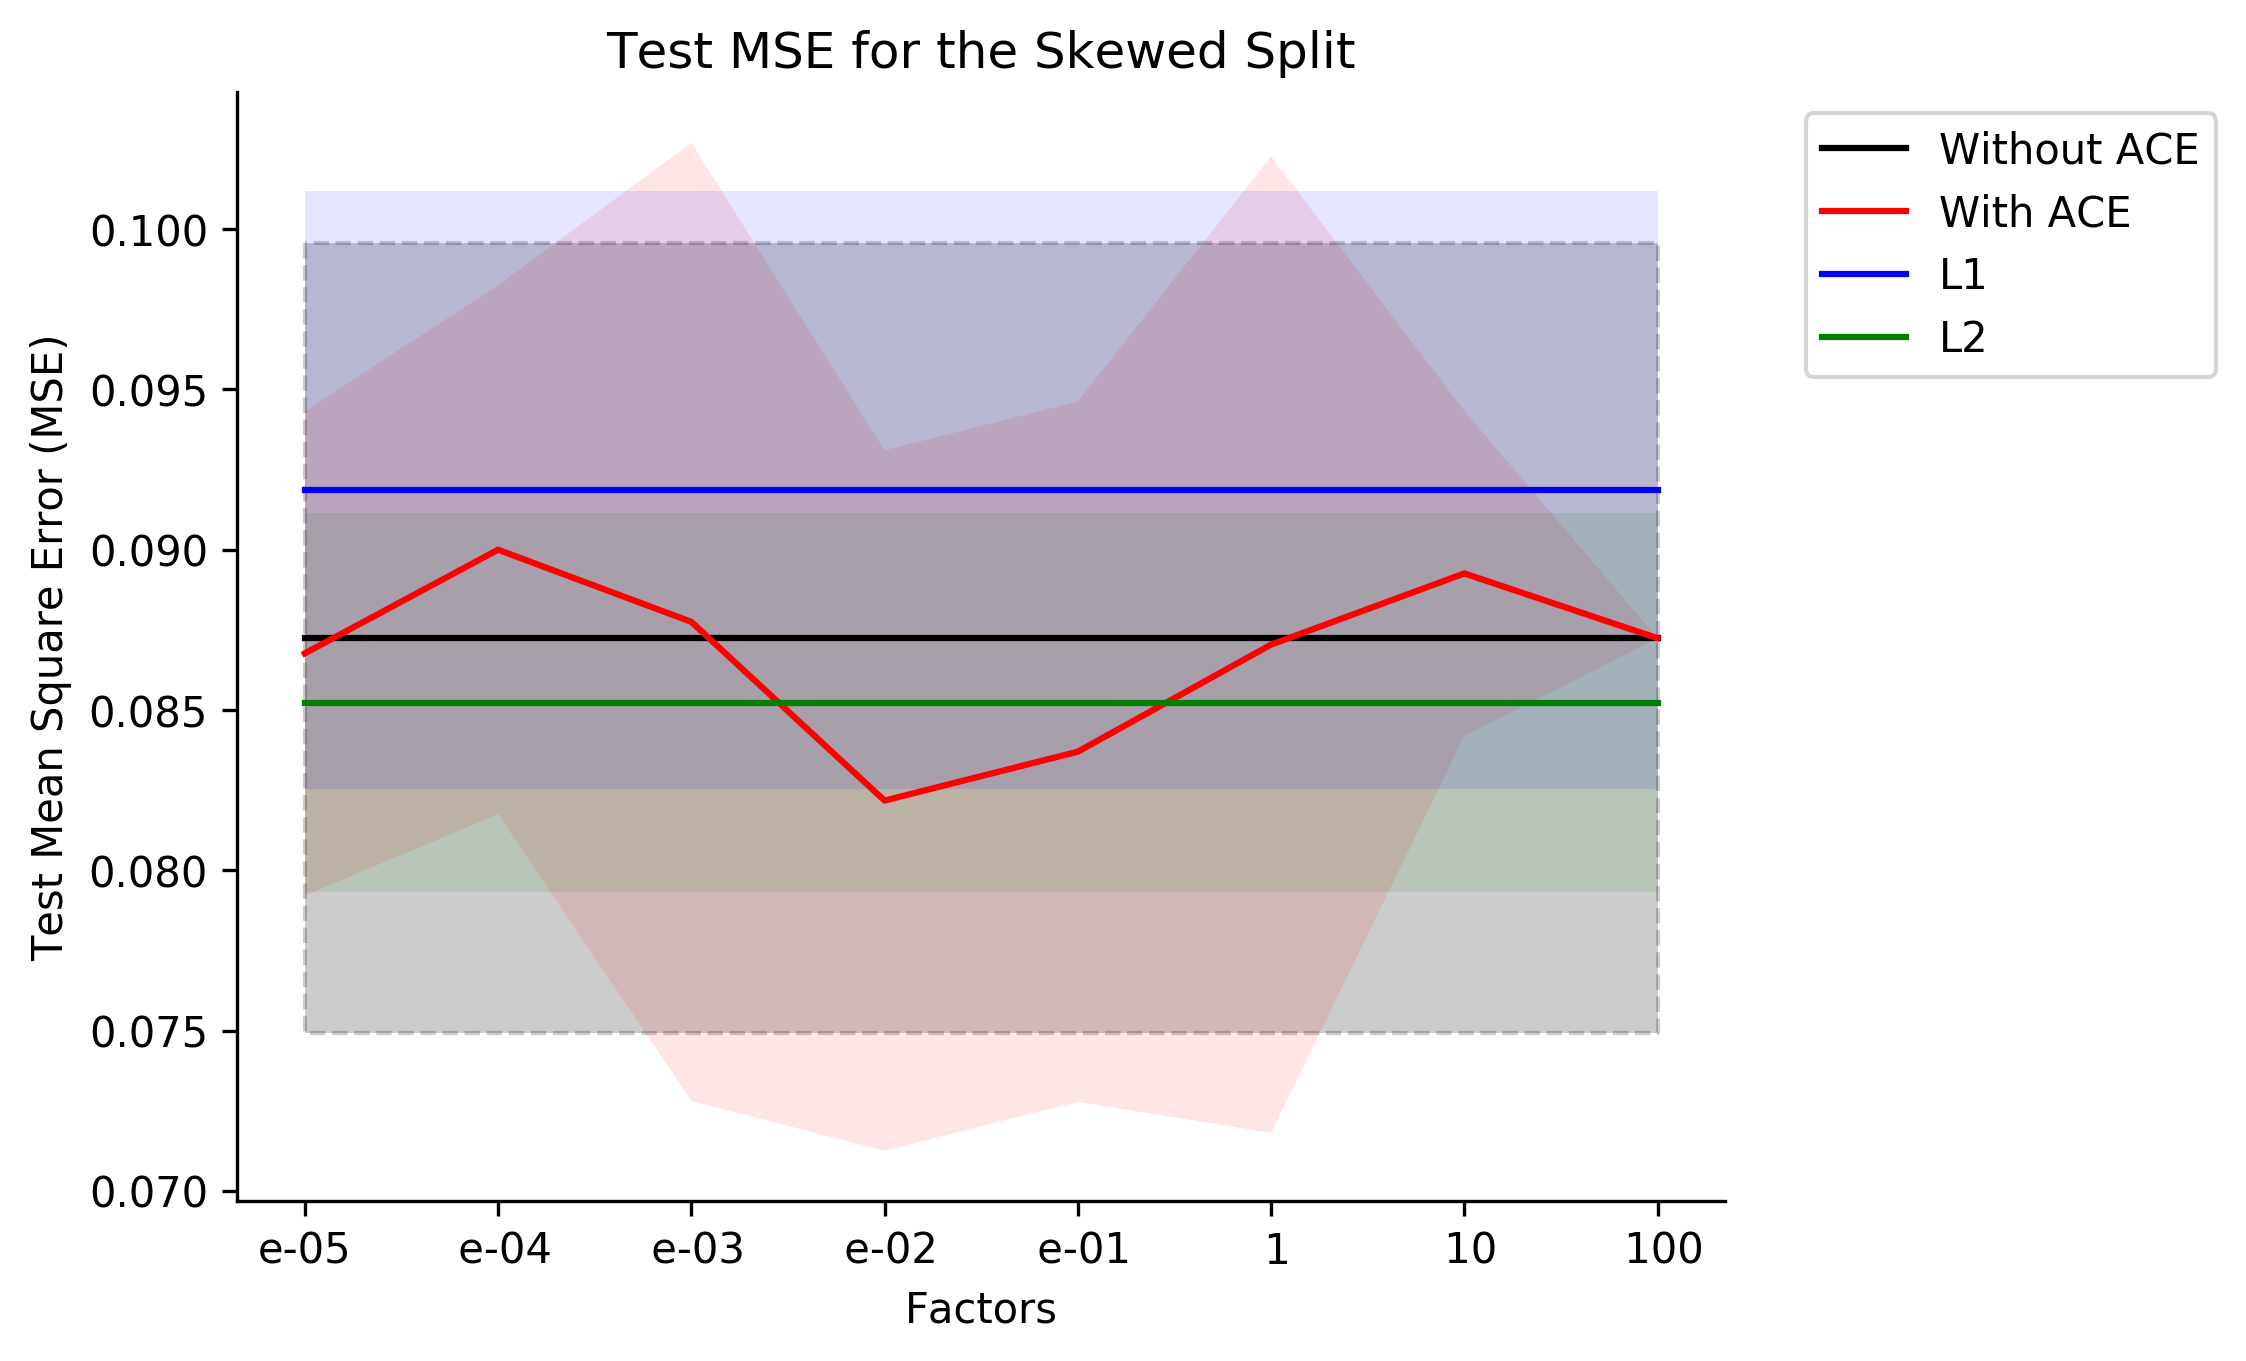 Test MSE for the Skewed Split
Without ACE
With ACE
L1
L2
Test Mean Square Error (MSE)
0.100
0.095
0.090
0.085
0.080
0.075
0.070
e-05 e-04 e-03 e-02 e-01 1 10 100
Factors